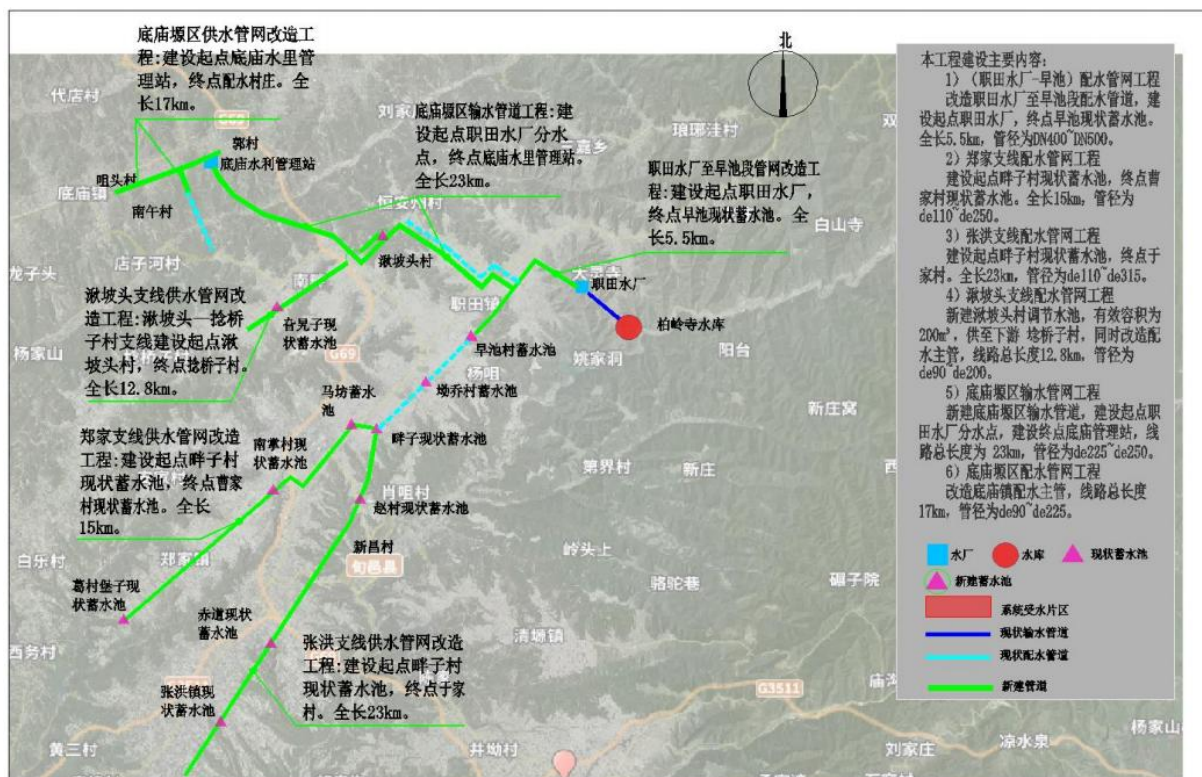 底庙塬区供水管网改造工
程:建设起点底庙水里管
理站，终点配水村庄。全
长17km。
北
代店村
G69
刘家
底庙塬区输水管道工程:建
设起点职田水厂分水
点，终点底庙水里管理站。
全长23km。
三嘉乡
琅琊洼村
职田水厂至早池段管网改造工
程:建设起点职田水厂，
终点早池现状蓄水池。全
长5.5km。
郭村
底庙水利管理站
咀头村
底庙镇
南午村
恒安州村
白山寺
龙子头
店子河村
湫坡头村
职田水厂
职田镇
柏岭寺水库
湫坡头支线供水管网改
造工程:湫坡头—捻桥
子村支线建设起点湫
坡头村，终点捻桥子村。
全长12.8km。
杨家山
旮旯子现
状蓄水池
G69
早池村蓄水池
姚家洞
阳台
杨咀
坳乔村蓄水池
马坊蓄水
池
新庄窝
畔子现状蓄水池
郑家支线供水管网改造
工程:建设起点畔子村
现状蓄水池，终点曹家
村现状蓄水池。全长
15km。
南掌村现
状蓄水池
第界村
新庄
肖咀村
赵村现状蓄水池
新昌村
岭头上
白乐村
旬邑县
骆驼巷
碾子院
葛村堡子现
状蓄水池
赤道现状
蓄水池
清塬镇
西务村
张洪支线供水管网改造
工程:建设起点畔子村
现状蓄水池，终点于家
村。全长23km。
张洪镇现
状蓄水池
G3511
黄三村
井坳村
刘家庄
凉水泉
杨家山
本工程建设主要内容:
1）（职田水厂-早池）配水管网工程
改造职田水厂至早池段配水管道，建
设起点职田水厂，终点早池现状蓄水池。
全长5.5km，管径为DN400~DN500。
2）郑家支线配水管网工程
建设起点畔子村现状蓄水池，终点曹
家村现状蓄水池。全长15km，管径为
de110~de250。
3）张洪支线配水管网工程
建设起点畔子村现状蓄水池，终点于
家村。全长23km，管径为de110~de315。
4）湫坡头支线配水管网工程
新建湫坡头村调节水池，有效容积为
200m³，供至下游 埝桥子村，同时改造配
水主管，线路总长度12.8km，管径为
de90~de200。
5）底庙塬区输水管网工程
新建底庙塬区输水管道，建设起点职
田水厂分水点，建设终点底庙管理站，线
路总长度为 23km，管径为de225~de250。
6）底庙塬区配水管网工程
改造底庙镇配水主管，线路总长度
17km，管径为de90~de225。
水厂
水库
现状蓄水池
新建蓄水池
系统受水片区
现状输水管道
现状配水管道
新建管道